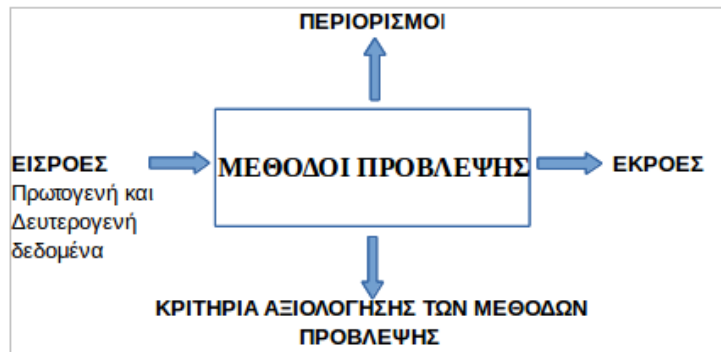 ΠΕΡΙΟΡΙΣΜΟΙ
ΕΙΣΡΟΕΣ
Πρωτογενή και
Δευτερογενή
δεδομένα
ΜΕΘΟΔΟΙ ΠΡΟΒΛΕΨΗΣ
ΕΚΡΟΕΣ
ΚΡΙΤΗΡΙΑ ΑΞΙΟΛΟΓΗΣΗΣ ΤΩΝ ΜΕΘΟΔΩΝ
ΠΡΟΒΛΕΨΗΣ